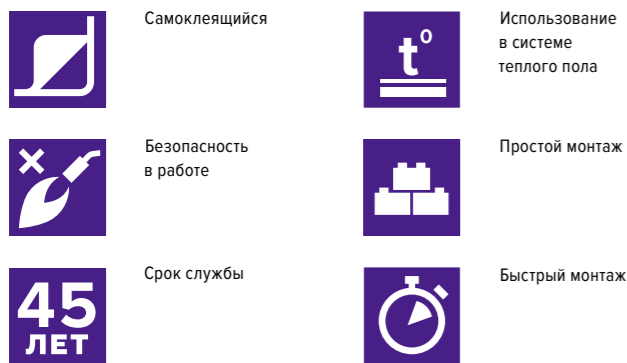 Самоклеящийся
Использование
в системе
теплого пола
t°
Безопасность
в работе
Простой монтаж
45
ЛЕТ
Срок службы
Быстрый монтаж